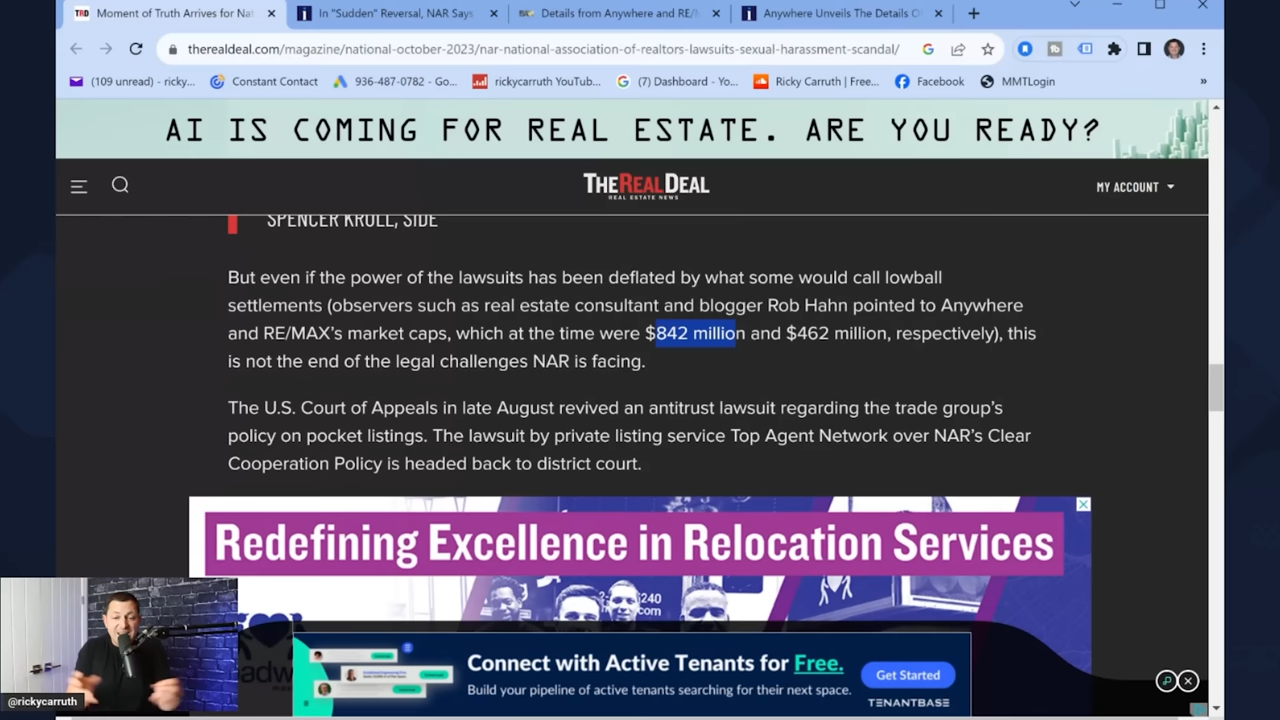 Moment of Truth Arrives for Nat
In "Sudden" Reversal, NAR Says
Details from Anywhere and RE/
Anywhere Unveils The Details O
therealdeal.com/magazine/national-october-2023/nar-national-association-of-realtors-lawsuits-sexual-harassment-scandal/
(109 unread) - ricky...
Constant Contact
936-487-0782 - Go...
rickycarruth YouTub...
(7) Dashboard - Yo...
Ricky Carruth | Free...
Facebook
MMTLogin
»
AI IS COMING FOR REAL ESTATE. ARE YOU READY?
THEREALDEAL
REAL ESTATE NEWS
MY ACCOUNT
SPENCER KRULL, SIDE
But even if the power of the lawsuits has been deflated by what some would call lowball
settlements (observers such as real estate consultant and blogger Rob Hahn pointed to Anywhere
and RE/MAX's market caps, which at the time were $842 million and $462 million, respectively), this
is not the end of the legal challenges NAR is facing.
The U.S. Court of Appeals in late August revived an antitrust lawsuit regarding the trade group's
policy on pocket listings. The lawsuit by private listing service Top Agent Network over NAR's Clear
Cooperation Policy is headed back to district court.
Redefining Excellence in Relocation Services
Connect with Active Tenants for Free.
Build your pipeline of active tenants searching for their next space.
Get Started
TENANTBASE
@rickycarruth